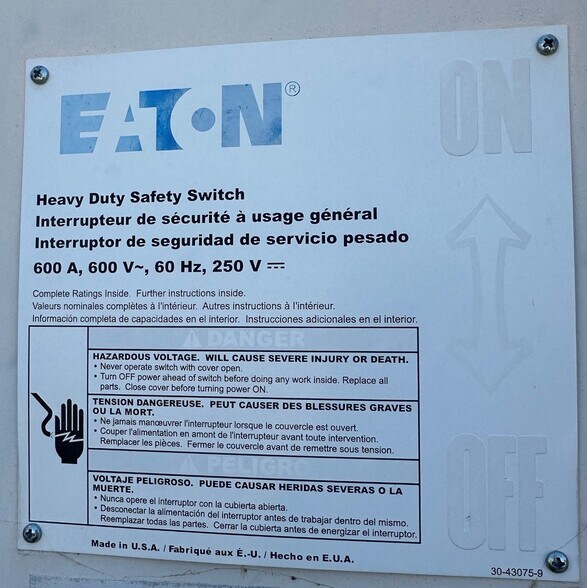 EATON®
ON
Heavy Duty Safety Switch
Interrupteur de sécurité à usage général
Interruptor de seguridad de servicio pesado
600 A, 600 V~, 60 Hz, 250 V ⎓
Complete Ratings Inside. Further instructions inside.
Valeurs nominales complètes à l'intérieur. Autres instructions à l'intérieur.
Información completa de capacidades en el interior. Instrucciones adicionales en el interior.
⚠ DANGER
HAZARDOUS VOLTAGE. WILL CAUSE SEVERE INJURY OR DEATH.
• Never operate switch with cover open.
• Turn OFF power ahead of switch before doing any work inside. Replace all
parts. Close cover before turning power ON.
TENSION DANGEREUSE. PEUT CAUSER DES BLESSURES GRAVES
OU LA MORT.
• Ne jamais manœuvrer l'interrupteur lorsque le couvercle est ouvert.
• Couper l'alimentation en amont de l'interrupteur avant toute intervention.
Remplacer les pièces. Fermer le couvercle avant de remettre sous tension.
⚠ PELIGRO
VOLTAJE PELIGROSO. PUEDE CAUSAR HERIDAS SEVERAS O LA
MUERTE.
• Nunca opere el interruptor con la cubierta abierta.
• Desconectar la alimentación del interruptor antes de trabajar dentro del mismo.
Reemplazar todas las partes. Cerrar la cubierta antes de energizar el interruptor.
OFF
Made in U.S.A. / Fabriqué aux É.-U. / Hecho en E.U.A.
30-43075-9